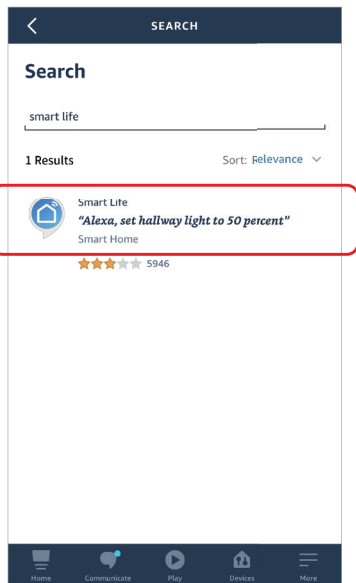 SEARCH
Search
smart life
1 Results Sort: Relevance
Smart Life
“Alexa, set hallway light to 50 percent”
Smart Home
5946
Home Communicate Play Devices More